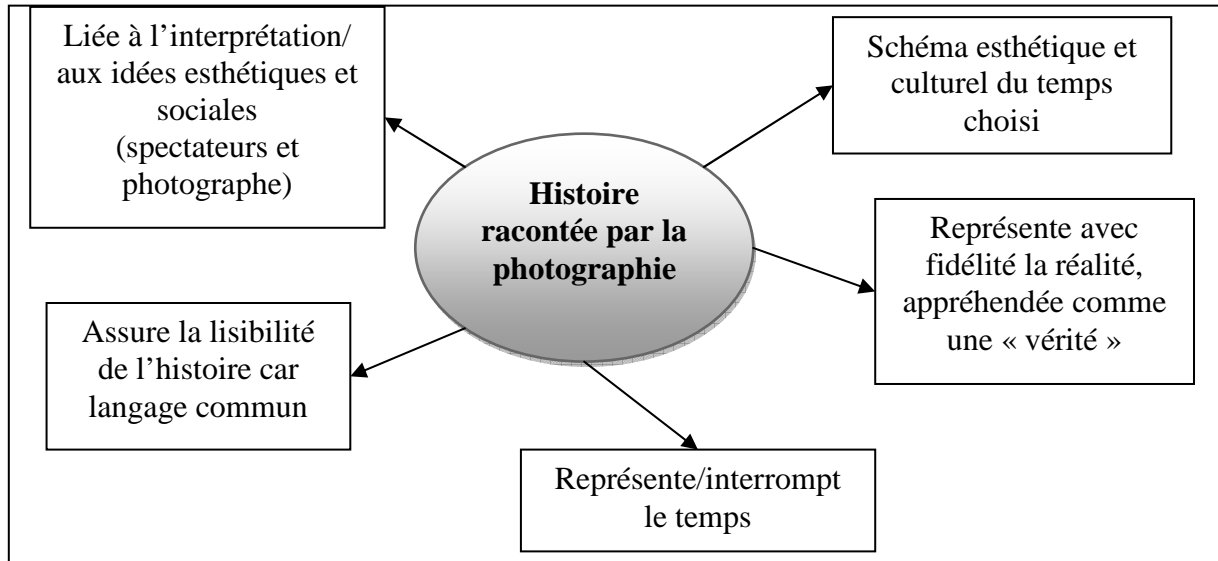 Liée à l’interprétation/
aux idées esthétiques et
sociales
(spectateurs et
photographe)
Schéma esthétique et
culturel du temps
choisi
Histoire
racontée par la
photographie
Représente avec
fidélité la réalité,
appréhendée comme
une « vérité »
Assure la lisibilité
de l’histoire car
langage commun
Représente/interrompt
le temps